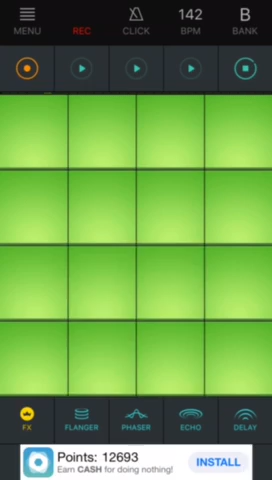 142 B
MENU REC CLICK BPM BANK
FX FLANGER PHASER ECHO DELAY
Points: 12693
Earn CASH for doing nothing!
INSTALL